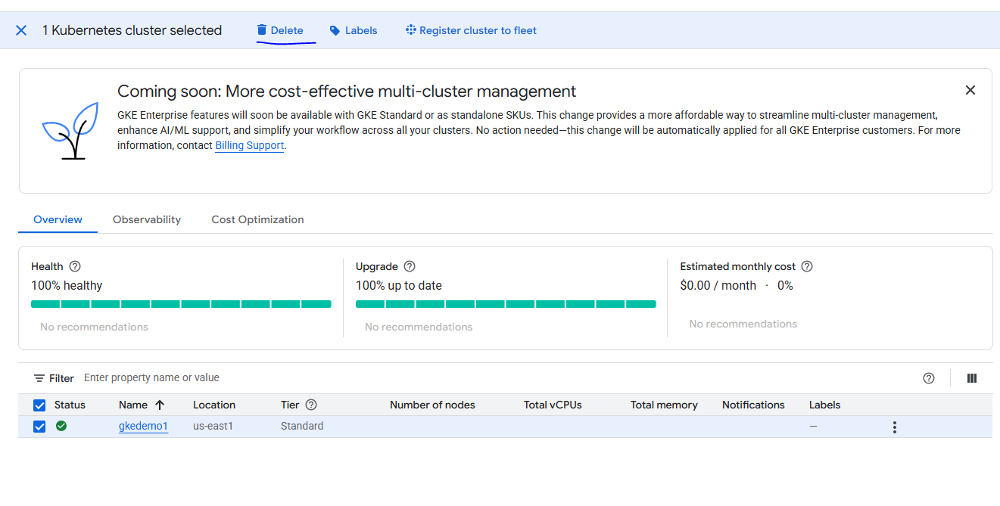 1 Kubernetes cluster selected Delete Labels Register cluster to fleet
Coming soon: More cost-effective multi-cluster management
GKE Enterprise features will soon be available with GKE Standard or as standalone SKUs. This change provides a more affordable way to streamline multi-cluster management,
enhance AI/ML support, and simplify your workflow across all your clusters. No action needed—this change will be automatically applied for all GKE Enterprise customers. For more
information, contact Billing Support.
Overview Observability Cost Optimization
Health Upgrade Estimated monthly cost
100% healthy 100% up to date $0.00 / month · 0%
No recommendations No recommendations No recommendations
Filter Enter property name or value
Status Name Location Tier Number of nodes Total vCPUs Total memory Notifications Labels
gkedemo1 us-east1 Standard —